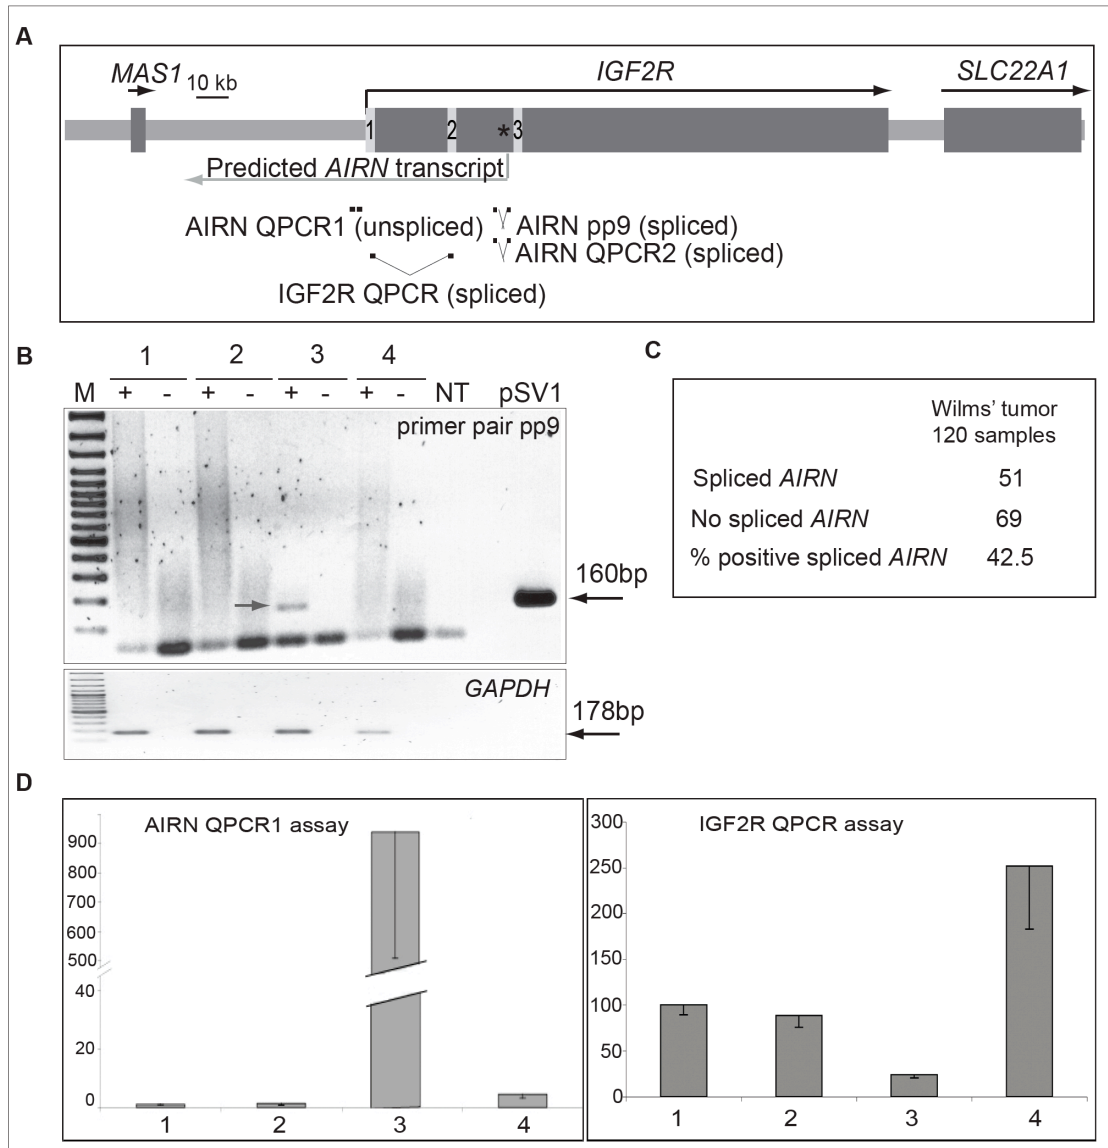 A
MAS1 10 kb IGF2R SLC22A1
1 2 * 3
Predicted AIRN transcript
AIRN QPCR1 (unspliced) AIRN pp9 (spliced)
AIRN QPCR2 (spliced)
IGF2R QPCR (spliced)
B
1 2 3 4
M + - + - + - + - NT pSV1
primer pair pp9
160bp
GAPDH
178bp
C
Wilms' tumor
120 samples
Spliced AIRN 51
No spliced AIRN 69
% positive spliced AIRN 42.5
D
AIRN QPCR1 assay
900
800
700
600
500
40
20
0
1 2 3 4
IGF2R QPCR assay
300
250
200
150
100
50
0
1 2 3 4